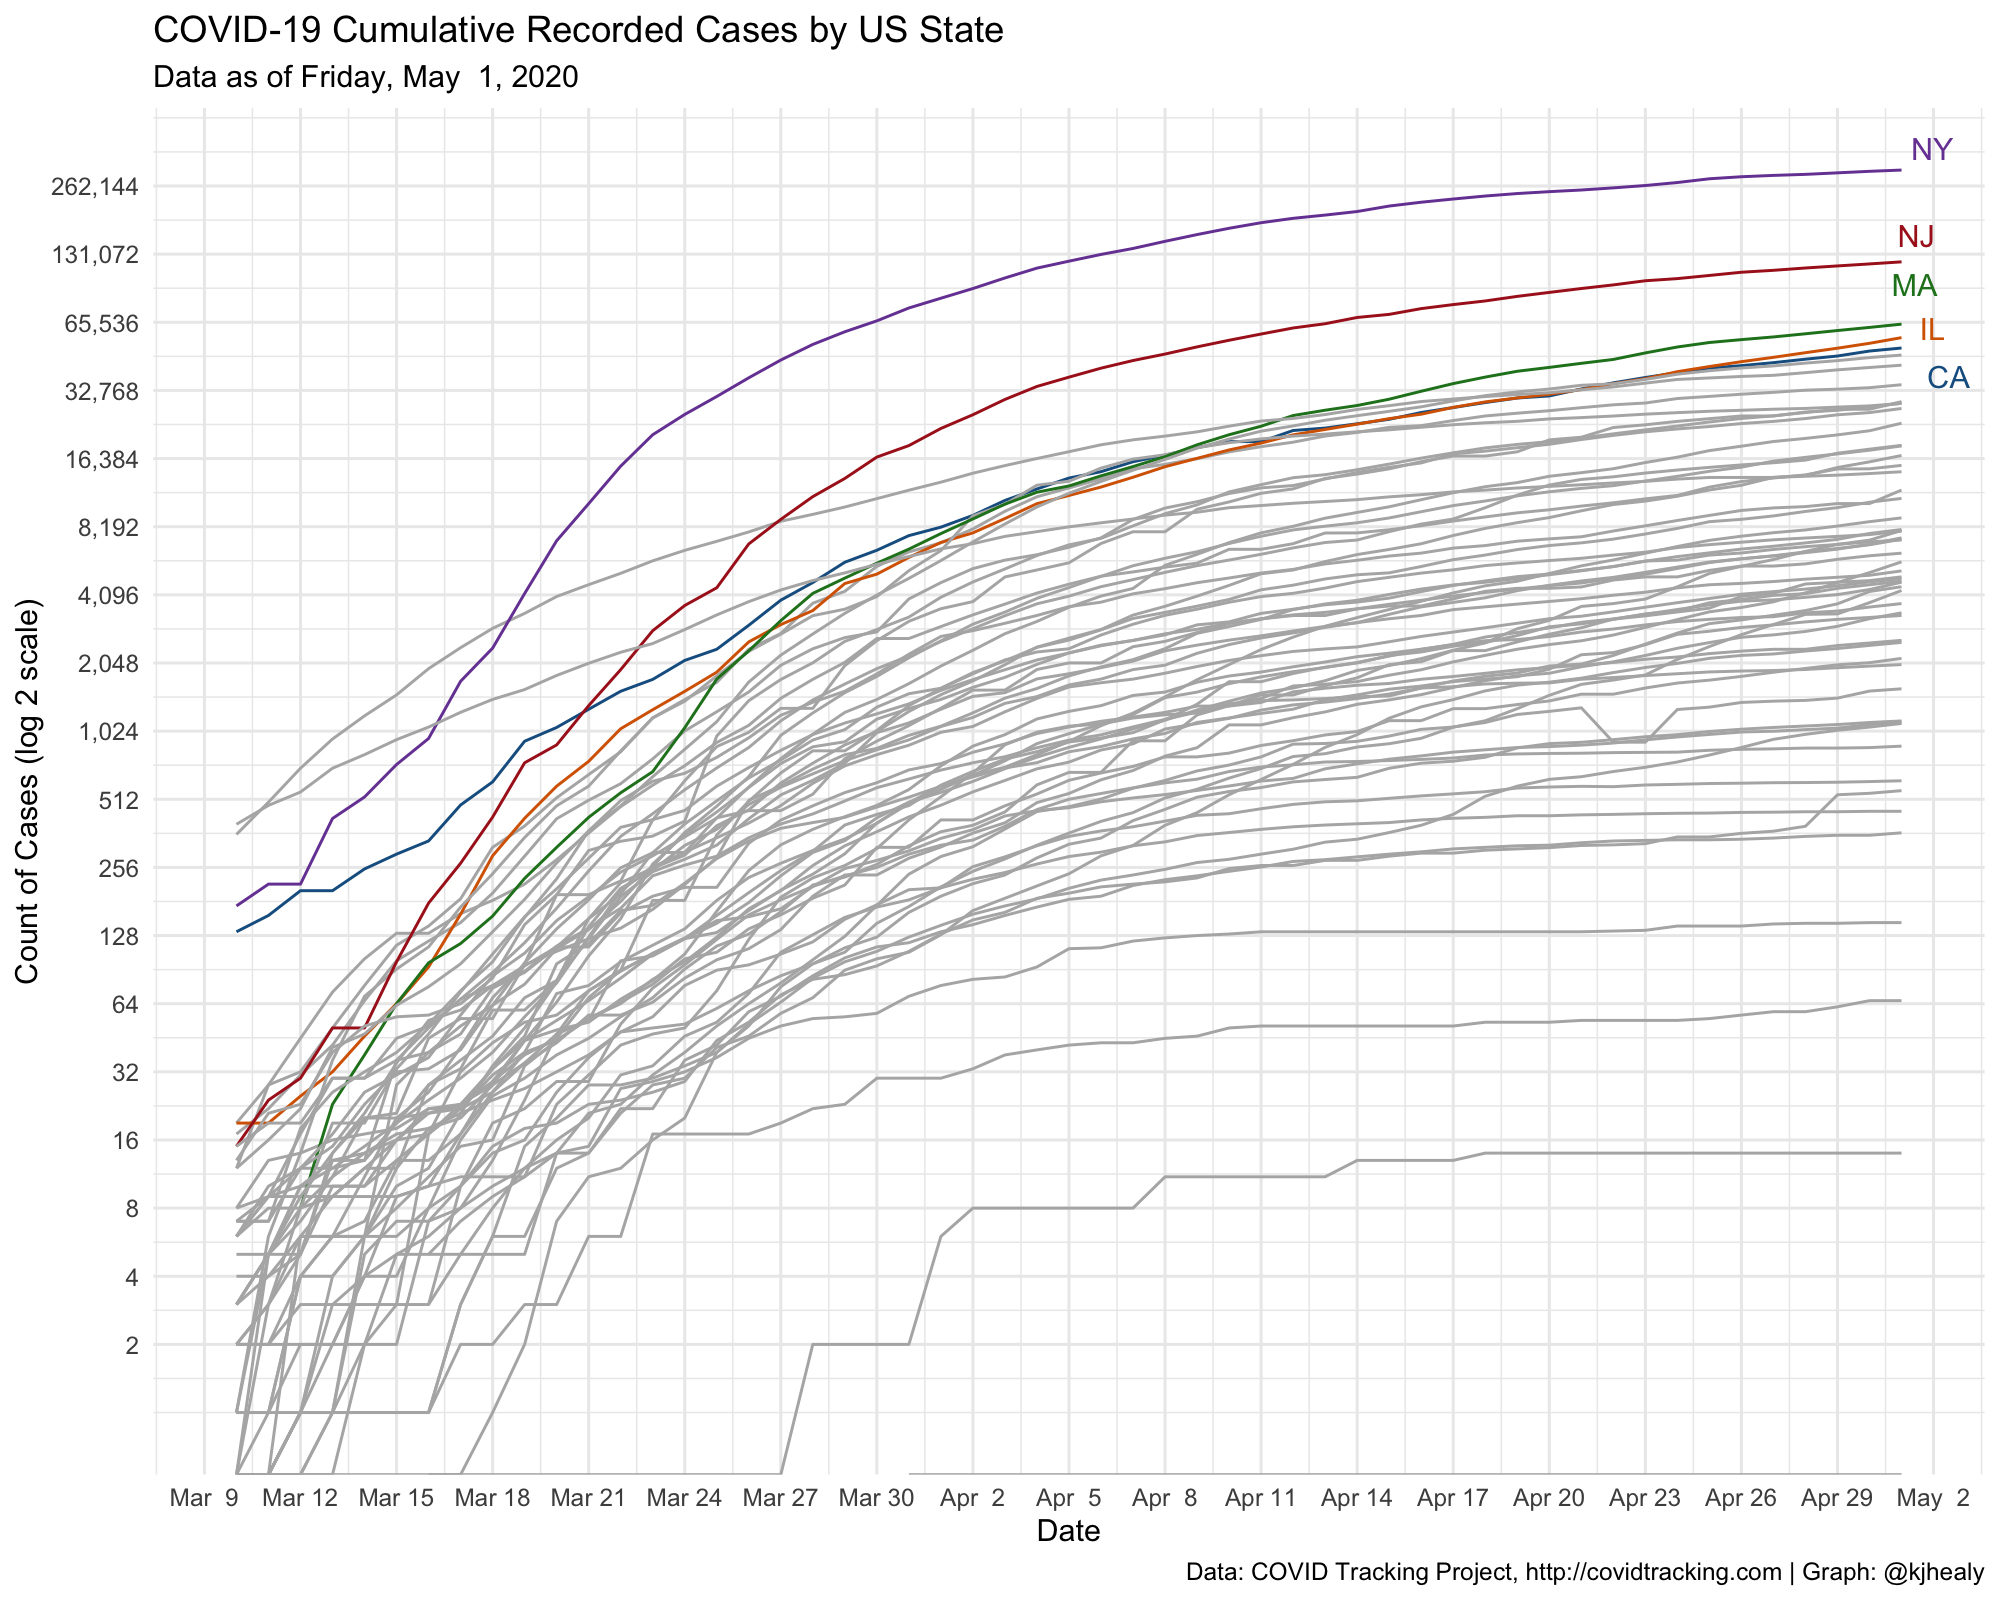 COVID-19 Cumulative Recorded Cases by US State
Data as of Friday, May  1, 2020
Count of Cases (log 2 scale)
262,144
131,072
65,536
32,768
16,384
8,192
4,096
2,048
1,024
512
256
128
64
32
16
8
4
2
NY
NJ
MA
IL
CA
Mar  9 Mar 12 Mar 15 Mar 18 Mar 21 Mar 24 Mar 27 Mar 30 Apr  2 Apr  5 Apr  8 Apr 11 Apr 14 Apr 17 Apr 20 Apr 23 Apr 26 Apr 29 May  2
Date
Data: COVID Tracking Project, http://covidtracking.com | Graph: @kjhealy